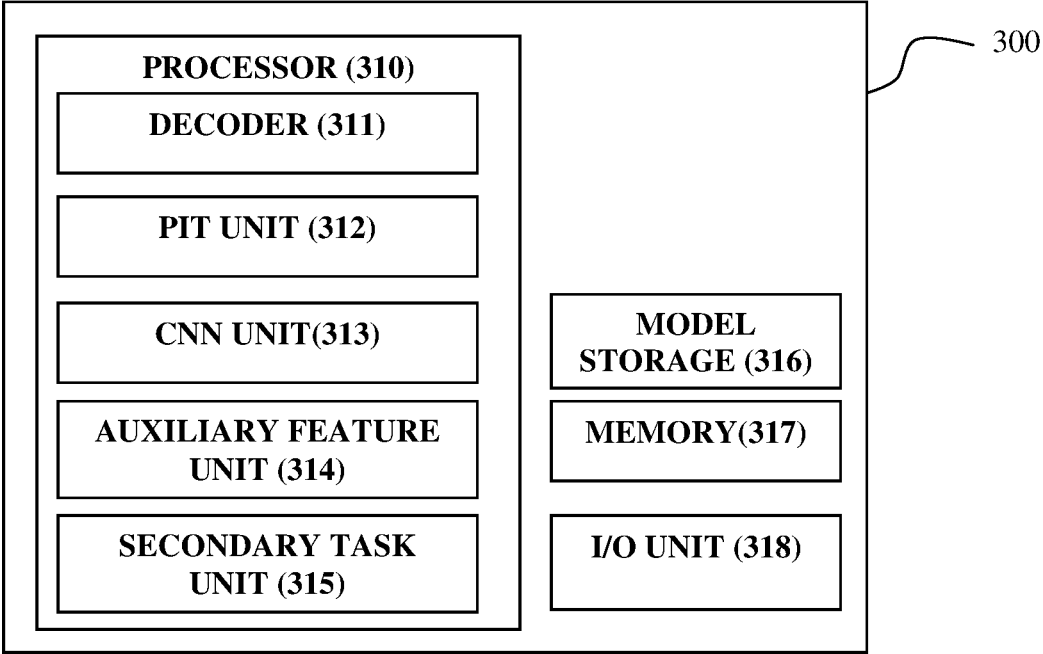 300
PROCESSOR (310)
DECODER (311)
PIT UNIT (312)
CNN UNIT(313)
AUXILIARY FEATURE
UNIT (314)
SECONDARY TASK
UNIT (315)
MODEL
STORAGE (316)
MEMORY(317)
I/O UNIT (318)